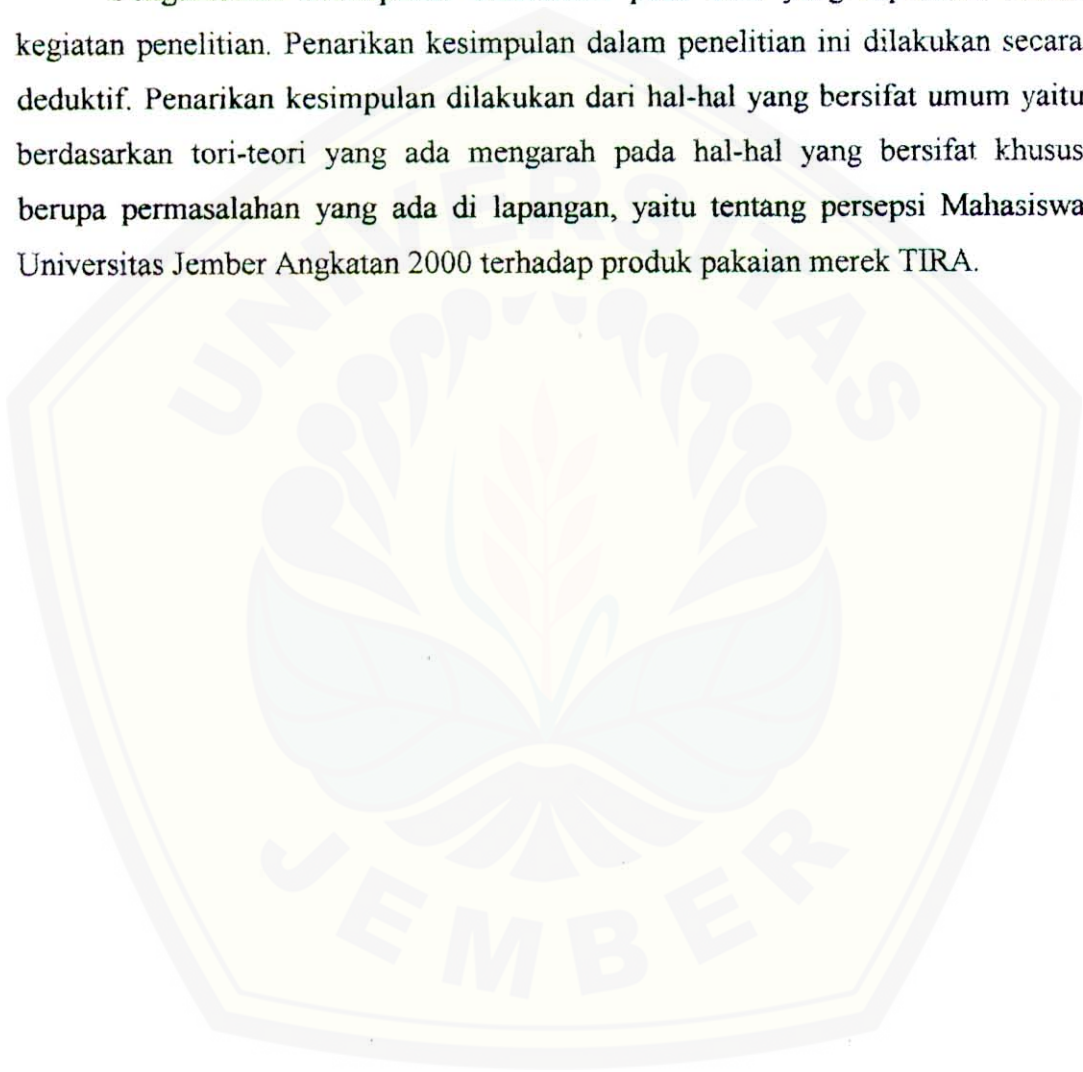 kegiatan penelitian. Penarikan kesimpulan dalam penelitian ini dilakukan secara
deduktif. Penarikan kesimpulan dilakukan dari hal-hal yang bersifat umum yaitu
berdasarkan tori-teori yang ada mengarah pada hal-hal yang bersifat khusus
berupa permasalahan yang ada di lapangan, yaitu tentang persepsi Mahasiswa
Universitas Jember Angkatan 2000 terhadap produk pakaian merek TIRA.
UNIVERSITAS
JEMBER